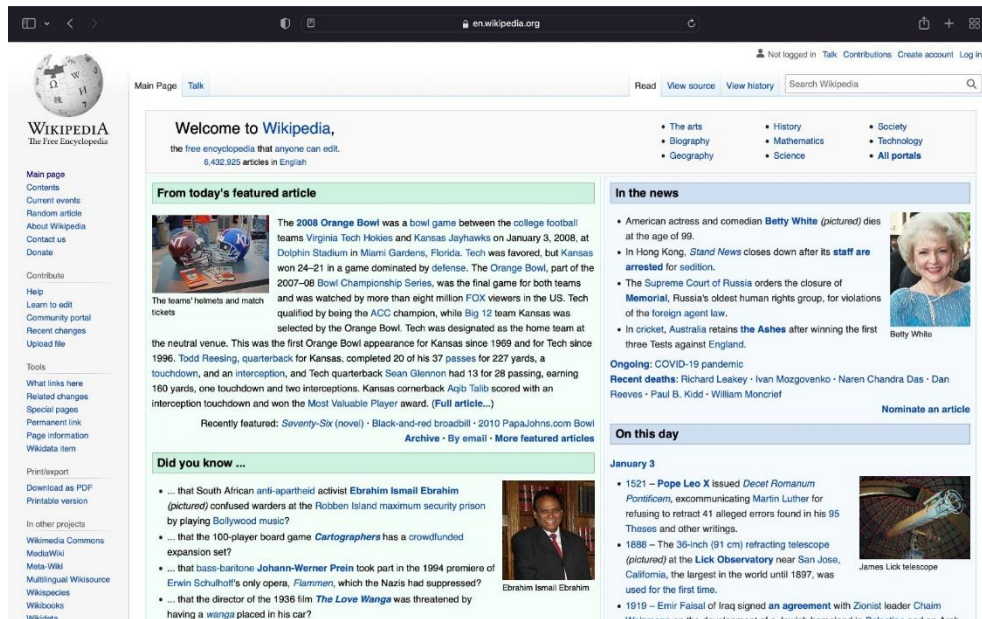 en.wikipedia.org
Not logged in Talk Contributions Create account Log in
WIKIPEDIA
The Free Encyclopedia
Main Page Talk
Read View source View history Search Wikipedia
Main page
Contents
Current events
Random article
About Wikipedia
Contact us
Donate
Contribute
Help
Learn to edit
Community portal
Recent changes
Upload file
Tools
What links here
Related changes
Special pages
Permanent link
Page information
Wikidata item
Print/export
Download as PDF
Printable version
In other projects
Wikimedia Commons
MediaWiki
Meta-Wiki
Multilingual Wikisource
Wikispecies
Wikibooks
Wikidata
Welcome to Wikipedia,
the free encyclopedia that anyone can edit.
6,432,925 articles in English
• The arts
• Biography
• Geography
• History
• Mathematics
• Science
• Society
• Technology
• All portals
From today's featured article
The teams' helmets and match
tickets
The 2008 Orange Bowl was a bowl game between the college football
teams Virginia Tech Hokies and Kansas Jayhawks on January 3, 2008, at
Dolphin Stadium in Miami Gardens, Florida. Tech was favored, but Kansas
won 24–21 in a game dominated by defense. The Orange Bowl, part of the
2007–08 Bowl Championship Series, was the final game for both teams
and was watched by more than eight million FOX viewers in the US. Tech
qualified by being the ACC champion, while Big 12 team Kansas was
selected by the Orange Bowl. Tech was designated as the home team at
the neutral venue. This was the first Orange Bowl appearance for Kansas since 1969 and for Tech since
1996. Todd Reesing, quarterback for Kansas, completed 20 of his 37 passes for 227 yards, a
touchdown, and an interception, and Tech quarterback Sean Glennon had 13 for 28 passing, earning
160 yards, one touchdown and two interceptions. Kansas cornerback Aqib Talib scored with an
interception touchdown and won the Most Valuable Player award. (Full article...)
Recently featured: Seventy-Six (novel) · Black-and-red broadbill · 2010 PapaJohns.com Bowl
Archive · By email · More featured articles
Did you know ...
• ... that South African anti-apartheid activist Ebrahim Ismail Ebrahim
(pictured) confused warders at the Robben Island maximum security prison
by playing Bollywood music?
• ... that the 100-player board game Cartographers has a crowdfunded
expansion set?
• ... that bass-baritone Johann-Werner Prein took part in the 1994 premiere of
Erwin Schulhoff's only opera, Flammen, which the Nazis had suppressed?
• ... that the director of the 1936 film The Love Wanga was threatened by
having a wanga placed in his car?
Ebrahim Ismail Ebrahim
In the news
• American actress and comedian Betty White (pictured) dies
at the age of 99.
• In Hong Kong, Stand News closes down after its staff are
arrested for sedition.
• The Supreme Court of Russia orders the closure of
Memorial, Russia's oldest human rights group, for violations
of the foreign agent law.
• In cricket, Australia retains the Ashes after winning the first
three Tests against England.
Betty White
Ongoing: COVID-19 pandemic
Recent deaths: Richard Leakey · Ivan Mozgovenko · Naren Chandra Das · Dan
Reeves · Paul B. Kidd · William Moncrief
Nominate an article
On this day
January 3
• 1521 – Pope Leo X issued Decet Romanum
Pontificem, excommunicating Martin Luther for
refusing to retract 41 alleged errors found in his 95
Theses and other writings.
• 1888 – The 36-inch (91 cm) refracting telescope
(pictured) at the Lick Observatory near San Jose,
California, the largest in the world until 1897, was
used for the first time.
• 1919 – Emir Faisal of Iraq signed an agreement with Zionist leader Chaim
James Lick telescope